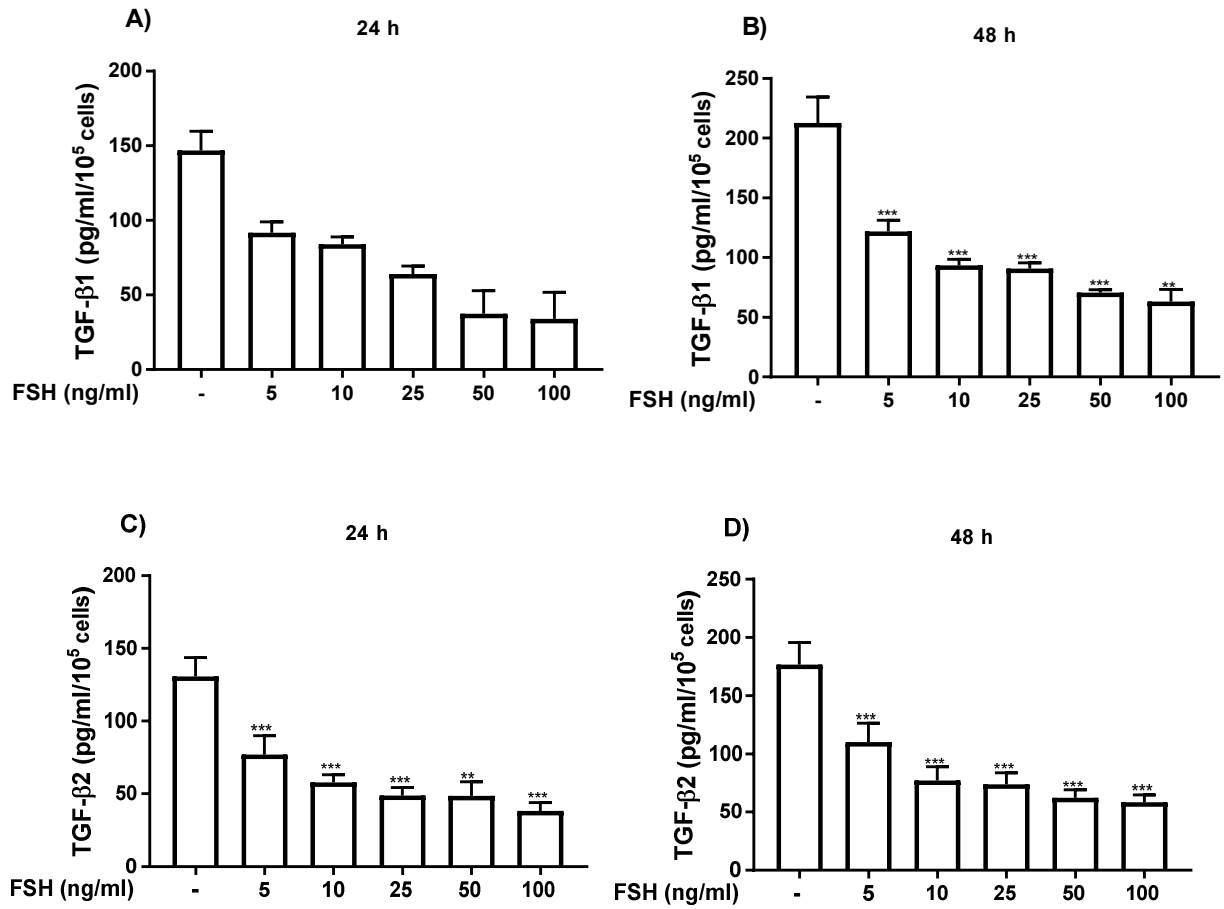 A)
24 h
TGF-β1 (pg/ml/10⁵ cells)
200
150
100
50
0
FSH (ng/ml)
- 5 10 25 50 100
B)
48 h
TGF-β1 (pg/ml/10⁵ cells)
250
200
150
100
50
0
*** *** *** *** **
FSH (ng/ml)
- 5 10 25 50 100
C)
24 h
TGF-β2 (pg/ml/10⁵ cells)
200
150
100
50
0
*** *** *** ** ***
FSH (ng/ml)
- 5 10 25 50 100
D)
48 h
TGF-β2 (pg/ml/10⁵ cells)
250
200
150
100
50
0
*** *** *** *** ***
FSH (ng/ml)
- 5 10 25 50 100